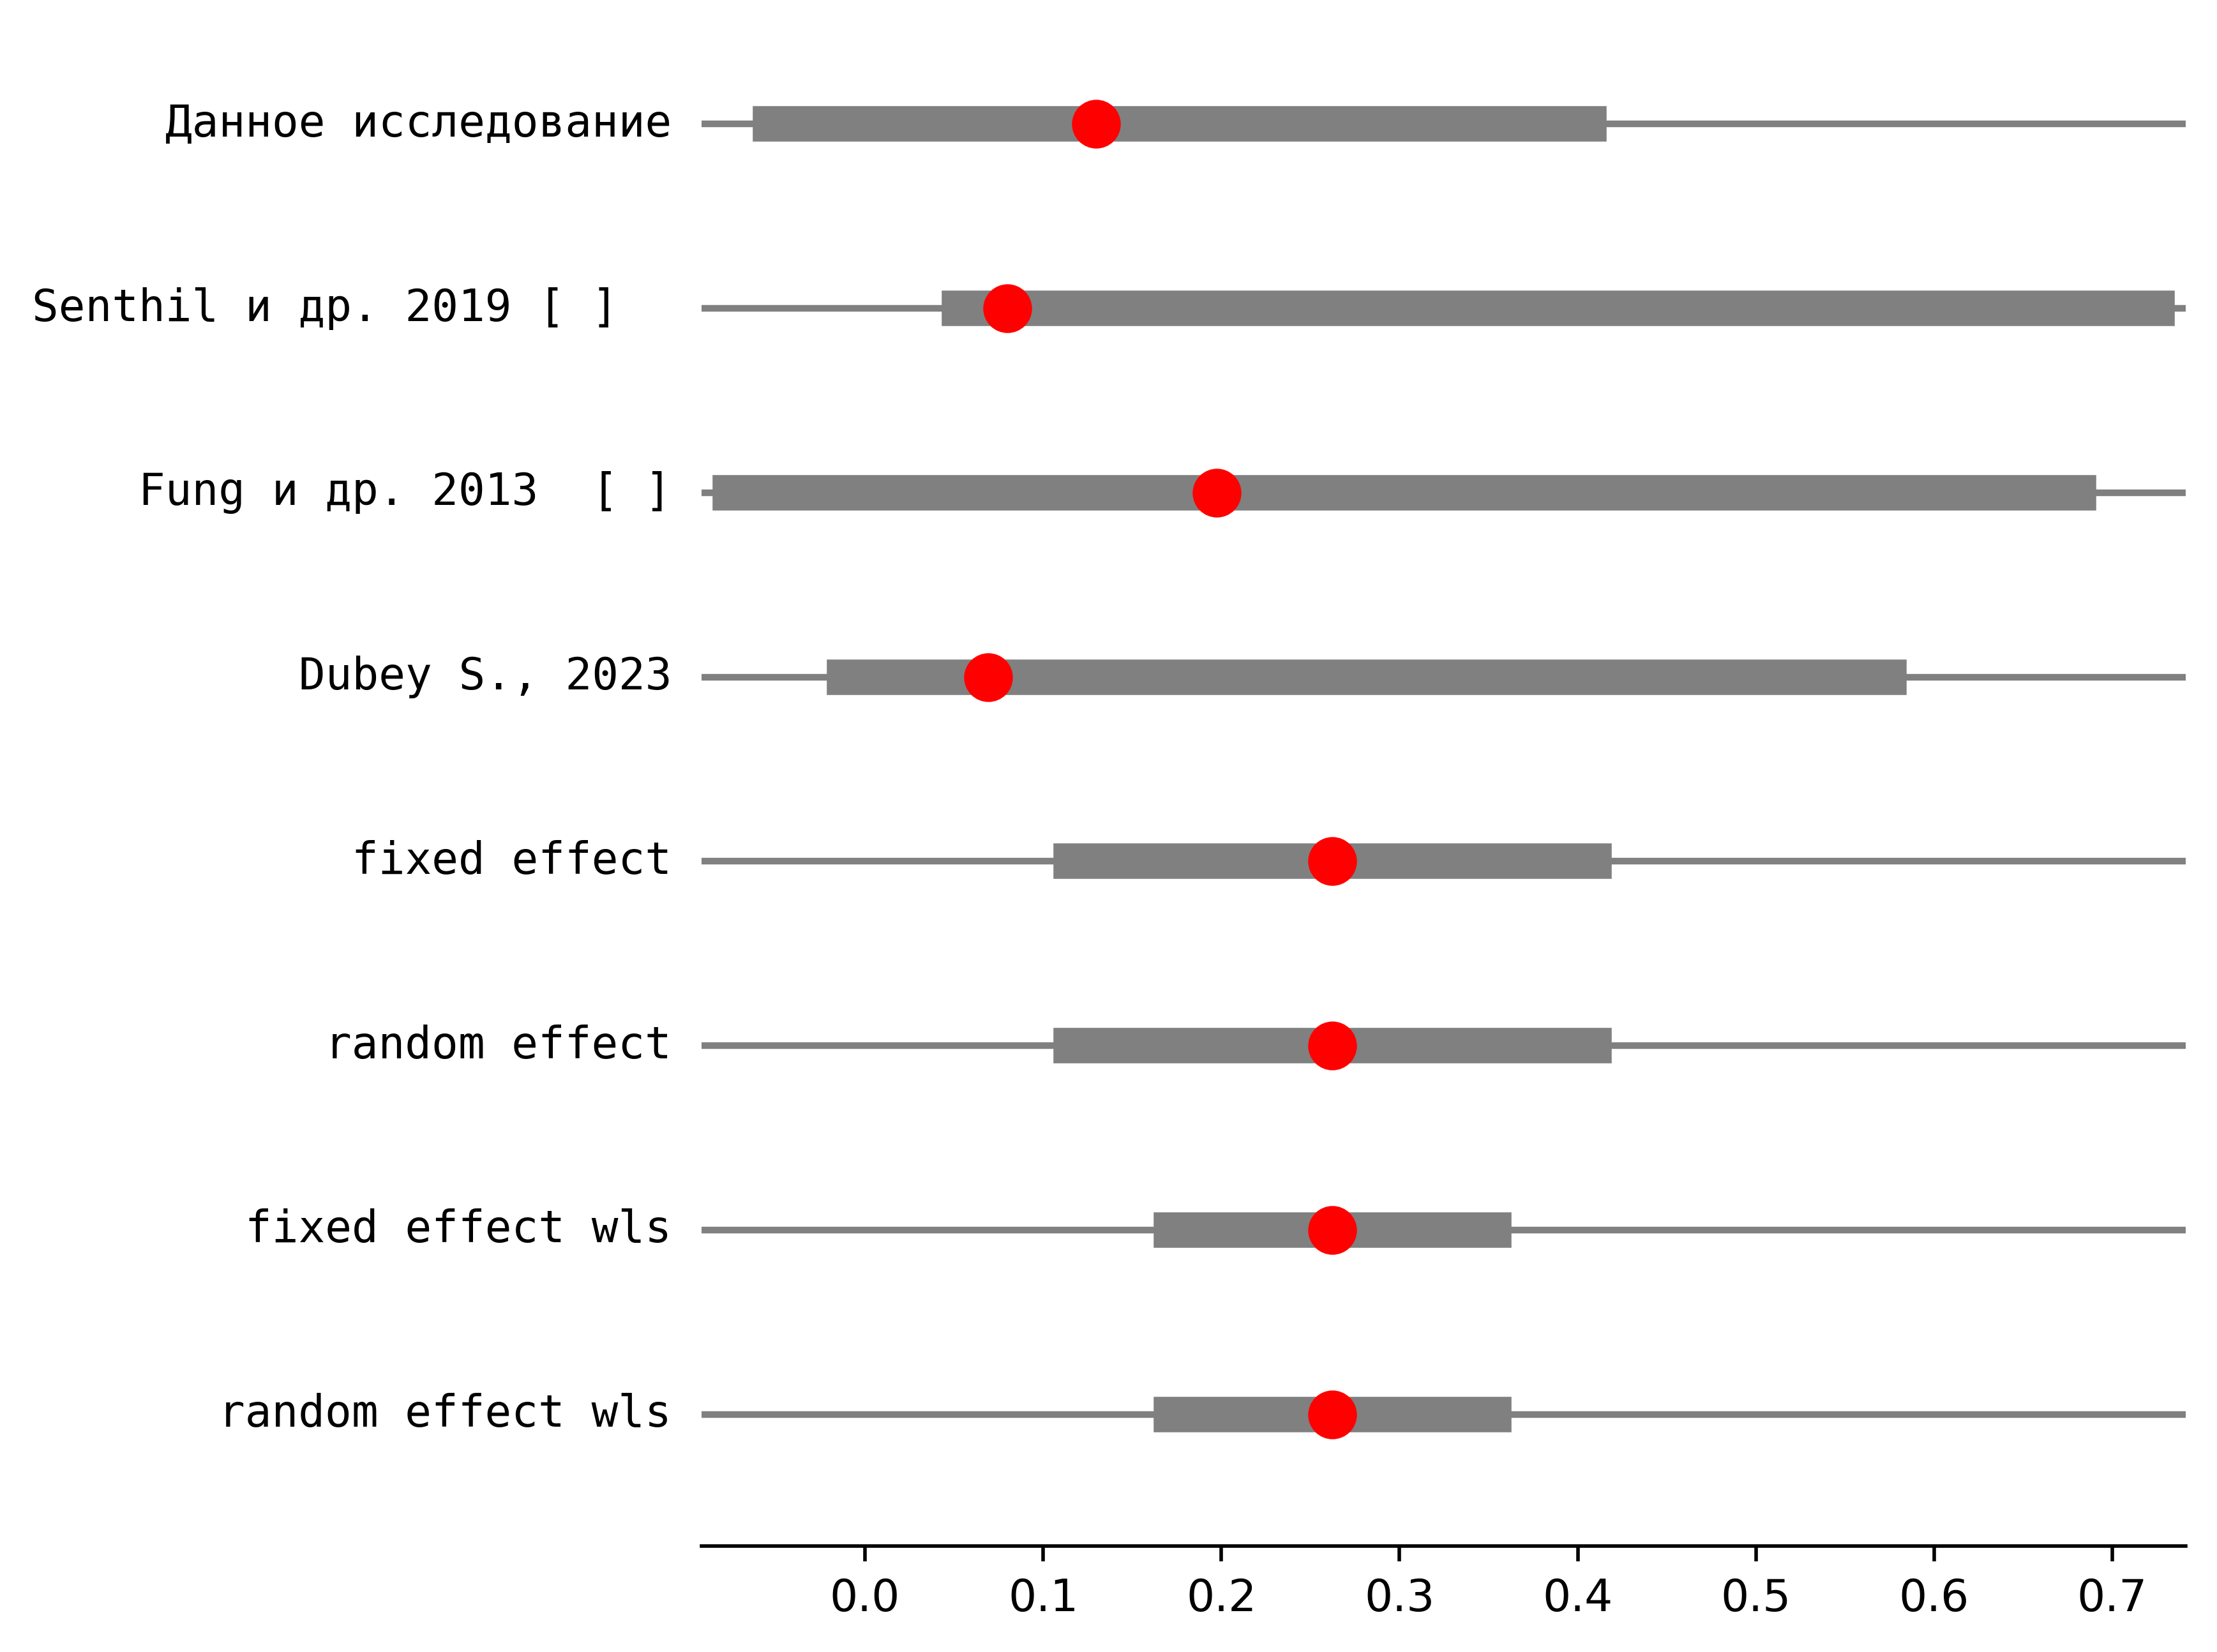 Данное исследование
Senthil и др. 2019 [ ]
Fung и др. 2013  [ ]
Dubey S., 2023
fixed effect
random effect
fixed effect wls
random effect wls
0.0 0.1 0.2 0.3 0.4 0.5 0.6 0.7